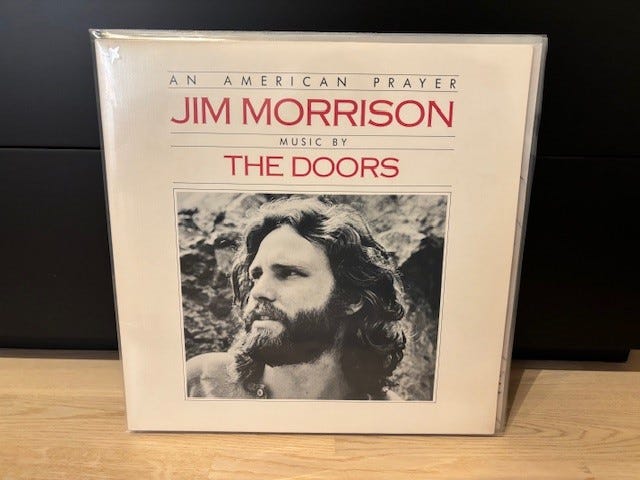 AN AMERICAN PRAYER
JIM MORRISON
MUSIC BY
THE DOORS